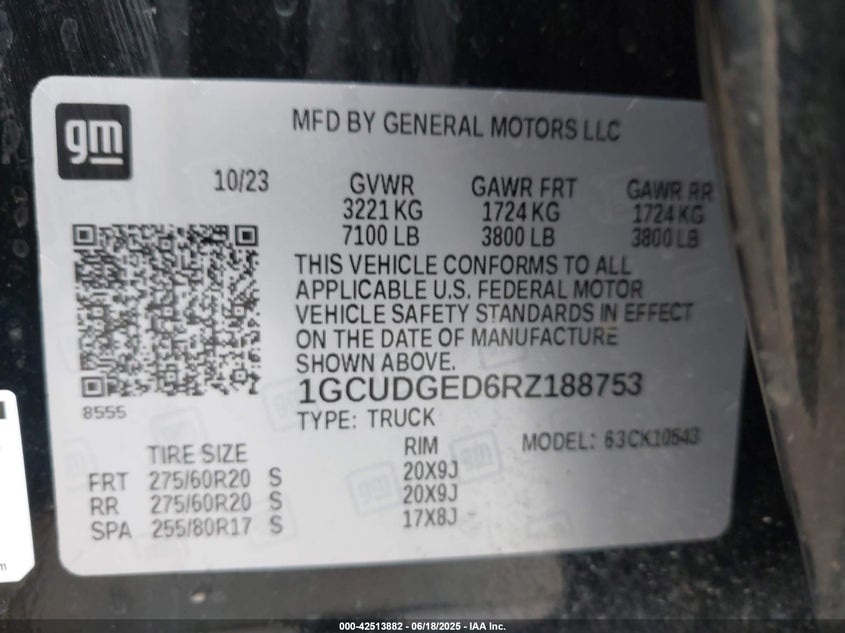 gm
MFD BY GENERAL MOTORS LLC
10/23 GVWR GAWR FRT GAWR RR
3221 KG 1724 KG 1724 KG
7100 LB 3800 LB 3800 LB
THIS VEHICLE CONFORMS TO ALL
APPLICABLE U.S. FEDERAL MOTOR
VEHICLE SAFETY STANDARDS IN EFFECT
ON THE DATE OF MANUFACTURE
SHOWN ABOVE.
8555
1GCUDGED6RZ188753
TYPE: TRUCK
MODEL: 63CK10543
TIRE SIZE RIM
FRT 275/60R20 S 20X9J
RR 275/60R20 S 20X9J
SPA 255/80R17 S 17X8J
000-42513882 - 06/18/2025 - IAA Inc.